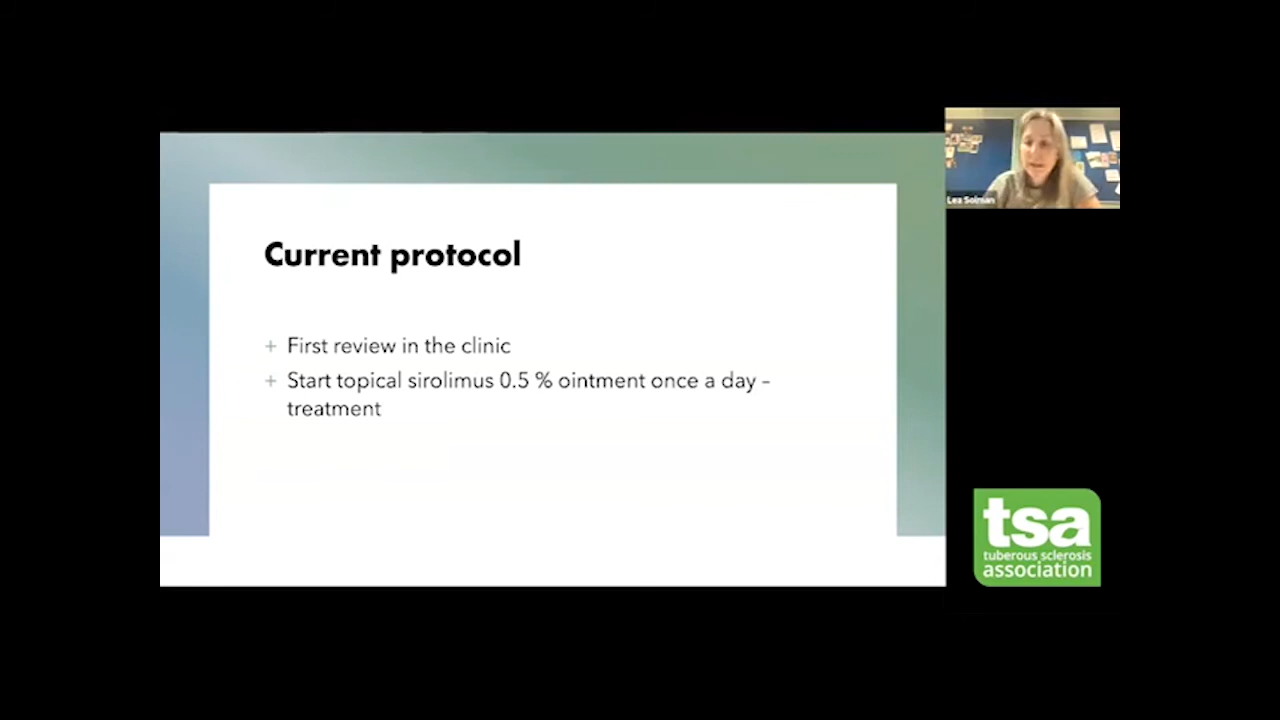 Current protocol
+ First review in the clinic
+ Start topical sirolimus 0.5 % ointment once a day –
treatment
Lea Solman
tsa
tuberous sclerosis
association